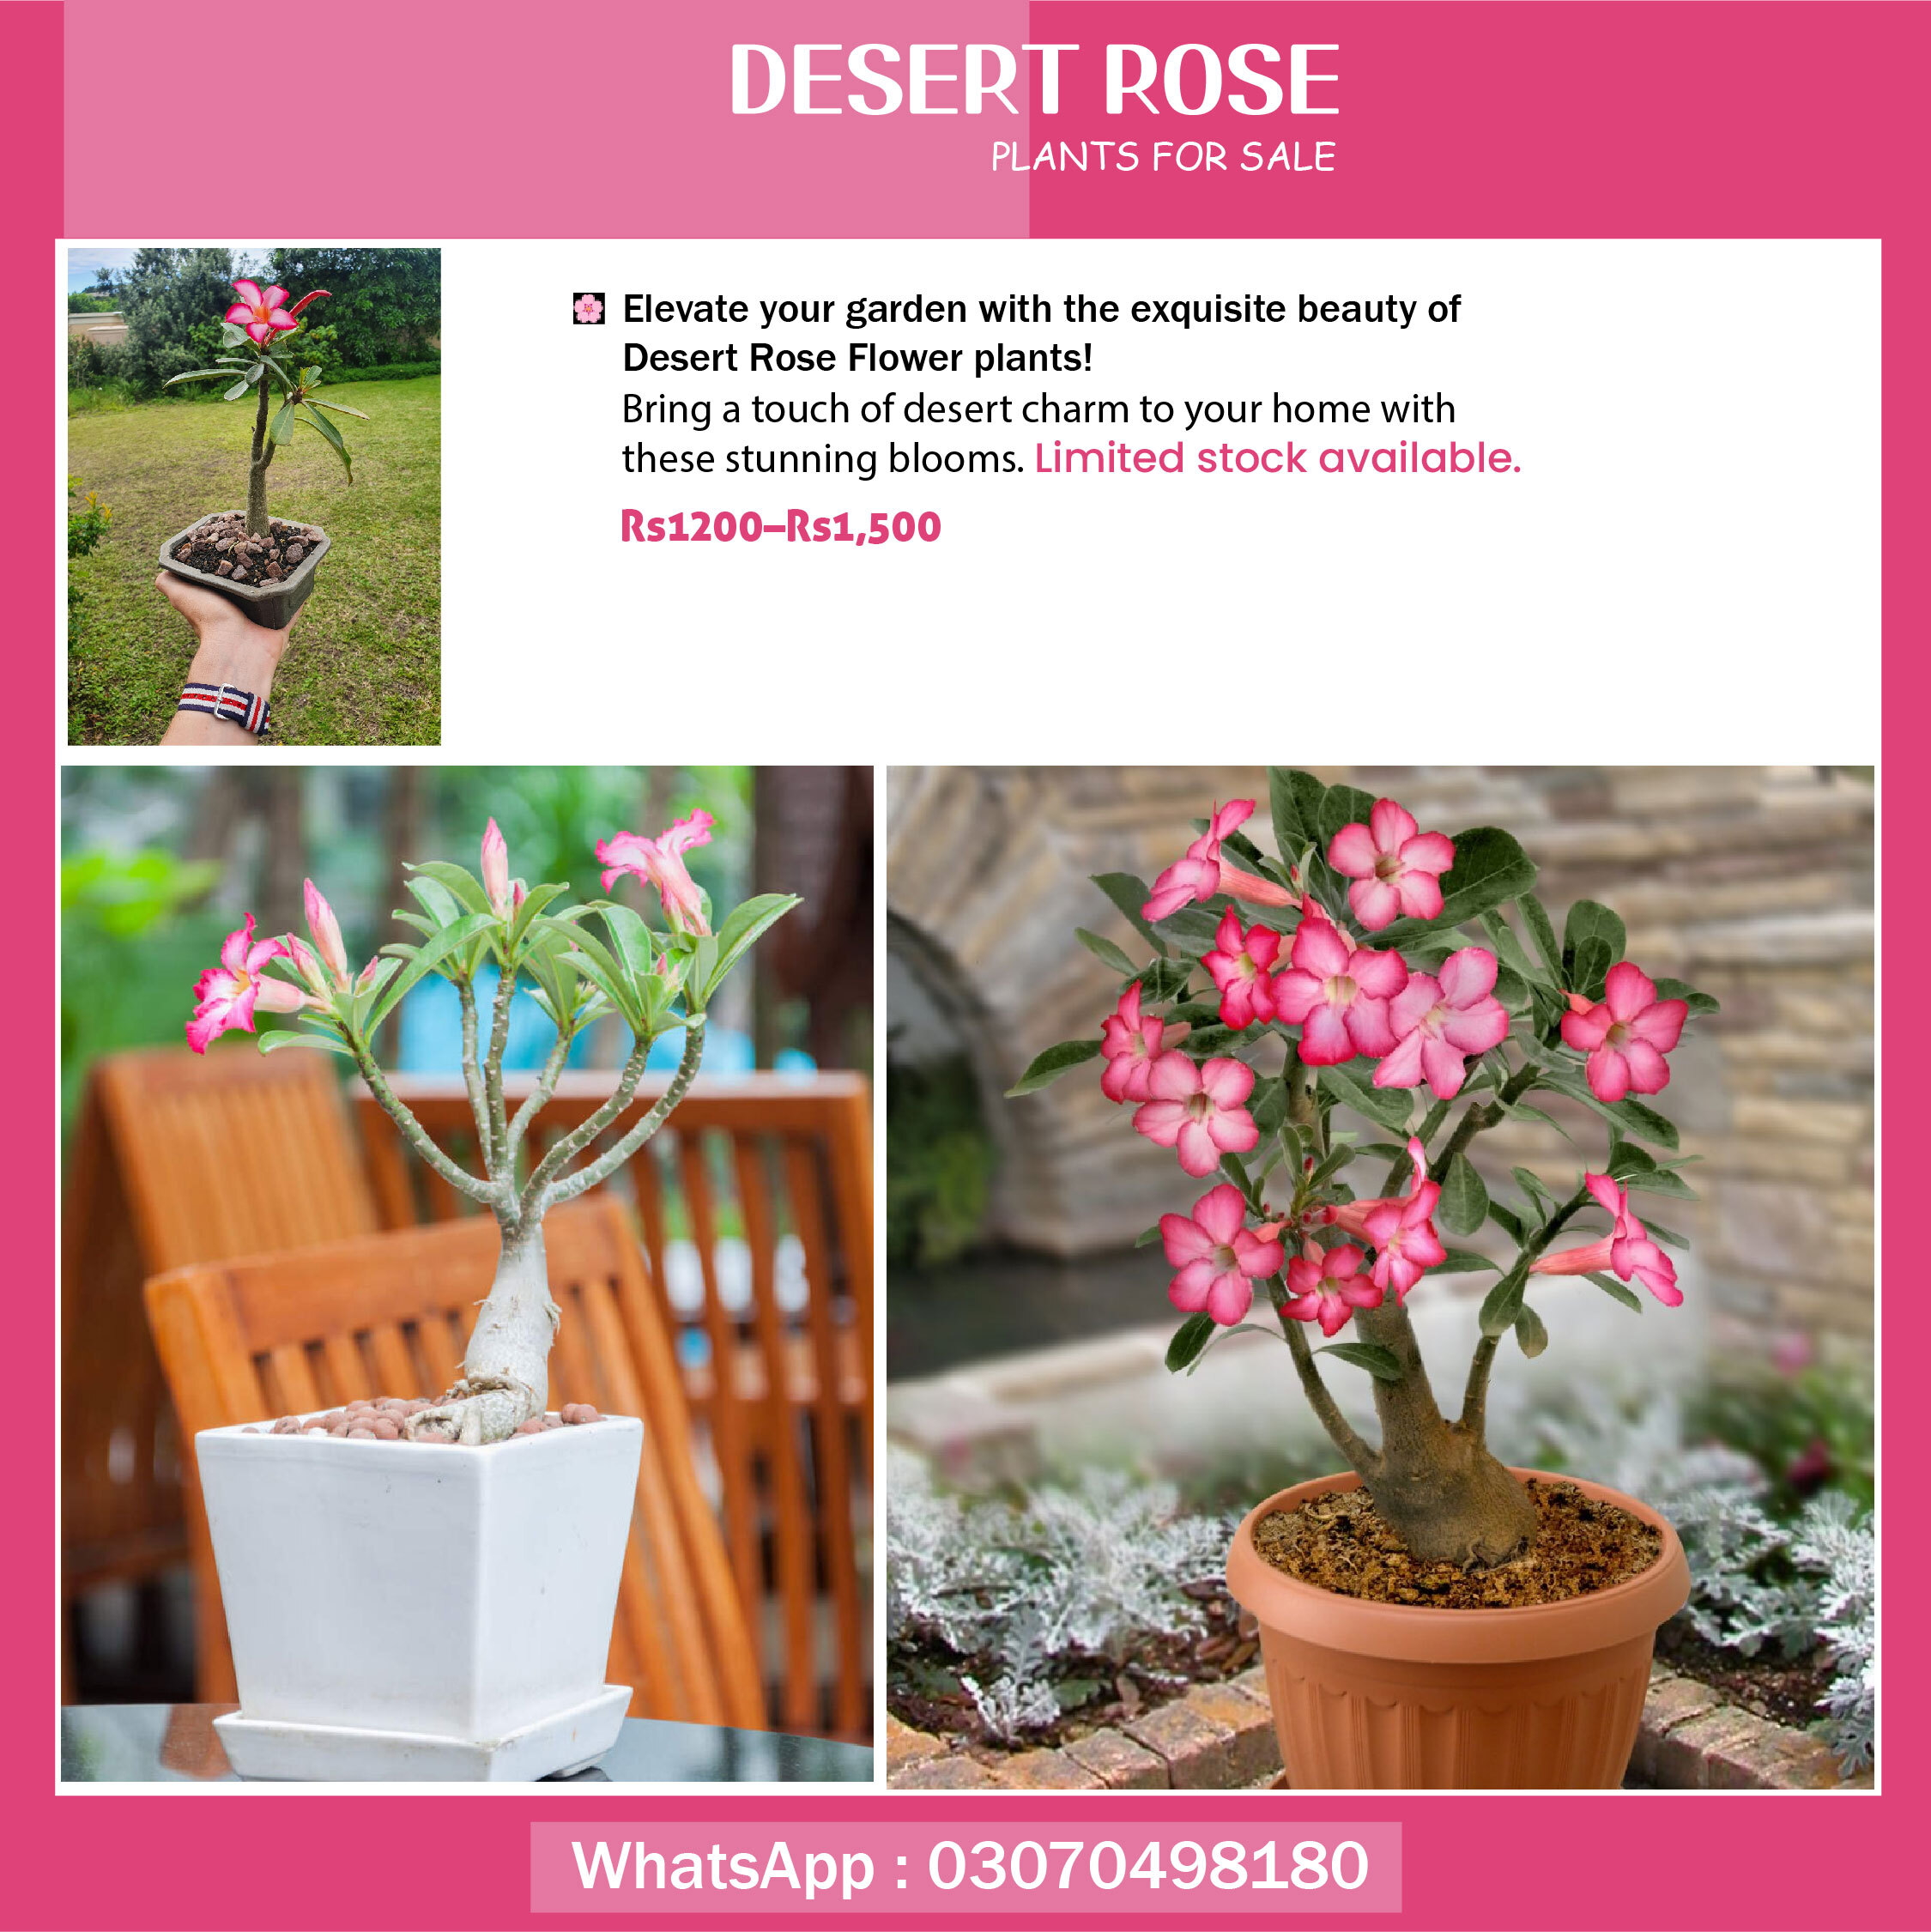 DESERT ROSE
PLANTS FOR SALE
🌸 Elevate your garden with the exquisite beauty of
Desert Rose Flower plants!
Bring a touch of desert charm to your home with
these stunning blooms. Limited stock available.
Rs1200–Rs1,500
WhatsApp : 03070498180